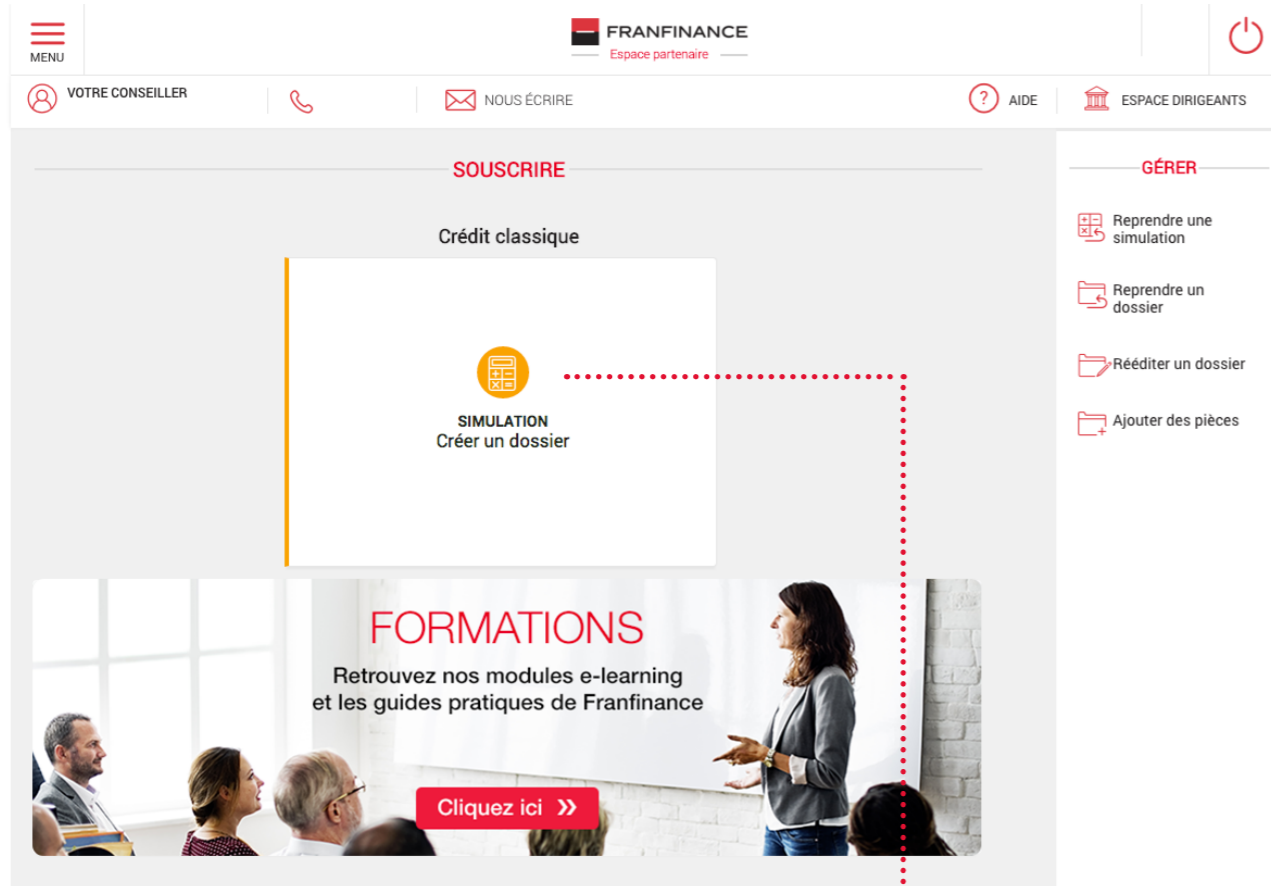 FRANFINANCE
Espace partenaire
MENU
VOTRE CONSEILLER
NOUS ÉCRIRE
? AIDE
ESPACE DIRIGEANTS
SOUSCRIRE
Crédit classique
SIMULATION
Créer un dossier
FORMATIONS
Retrouvez nos modules e-learning
et les guides pratiques de Franfinance
Cliquez ici »
GÉRER
Reprendre une
simulation
Reprendre un
dossier
Rééditer un dossier
Ajouter des pièces